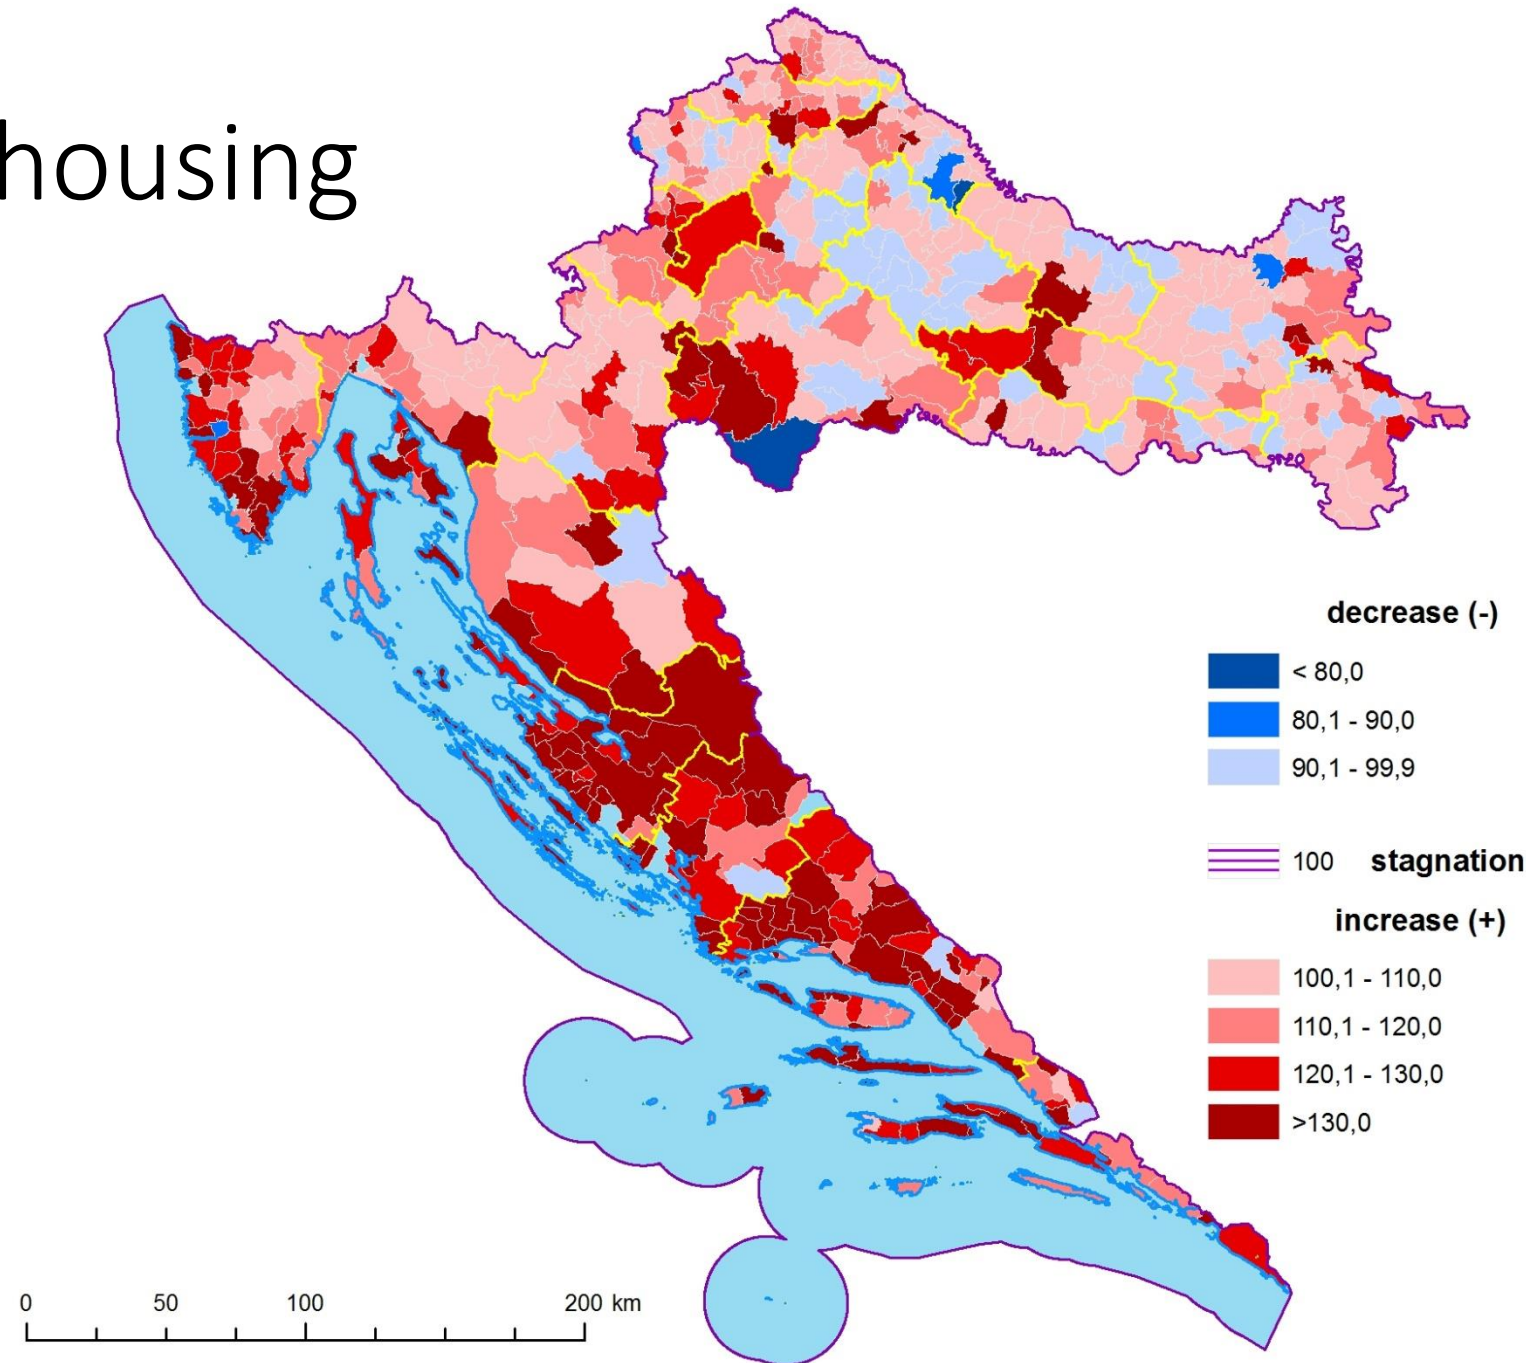 housing
decrease (-)
< 80,0
80,1 - 90,0
90,1 - 99,9
100 stagnation
increase (+)
100,1 - 110,0
110,1 - 120,0
120,1 - 130,0
>130,0
0 50 100 200 km